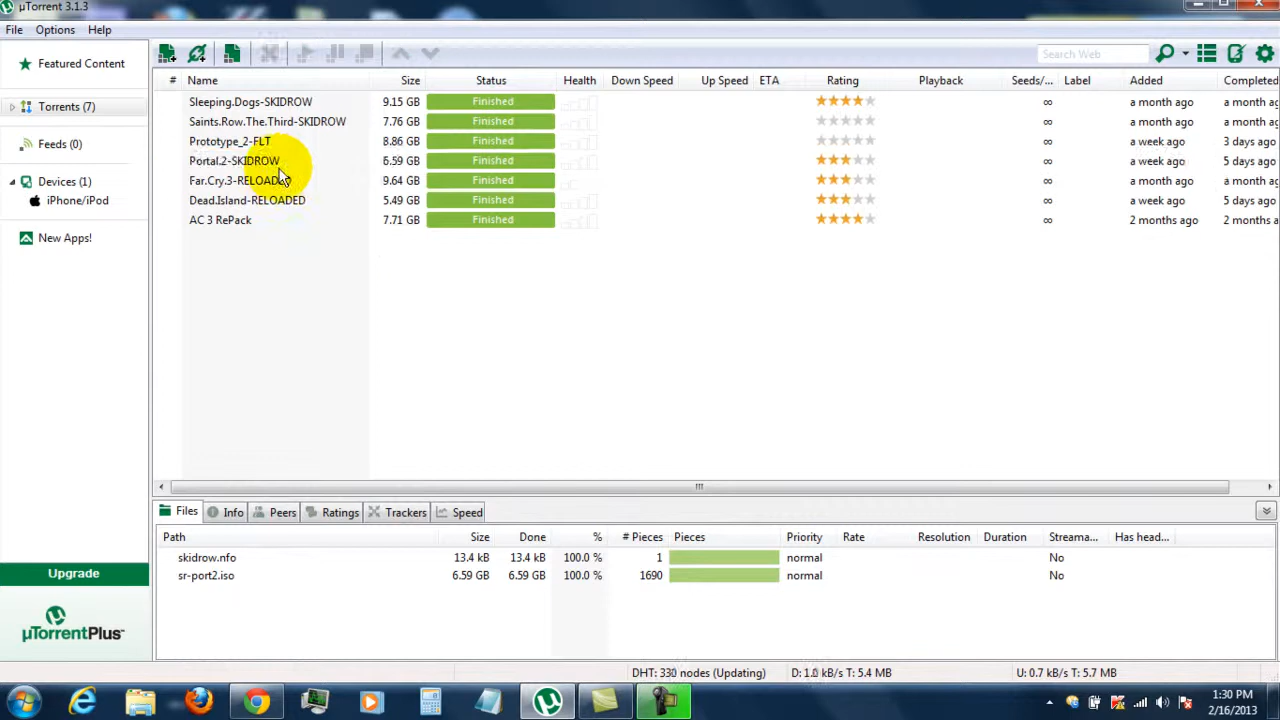 µTorrent 3.1.3
File Options Help
Featured Content
Search Web
# Name Size Status Health Down Speed Up Speed ETA Rating Playback Seeds/... Label Added Completed
Torrents (7)
Sleeping.Dogs-SKIDROW 9.15 GB Finished ∞ a month ago a month ago
Saints.Row.The.Third-SKIDROW 7.76 GB Finished ∞ a month ago a month ago
Feeds (0)
Prototype_2-FLT 8.86 GB Finished ∞ a week ago 3 days ago
Portal.2-SKIDROW 6.59 GB Finished ∞ a week ago 5 days ago
Devices (1)
Far.Cry.3-RELOADED 9.64 GB Finished ∞ a week ago 5 days ago
iPhone/iPod
Dead.Island-RELOADED 5.49 GB Finished ∞ a week ago a week ago
AC 3 RePack 7.71 GB Finished ∞ 2 months ago 2 months ago
New Apps!
Files Info Peers Ratings Trackers Speed
Path Size Done % # Pieces Pieces Priority Rate Resolution Duration Streama... Has head...
skidrow.nfo 13.4 kB 13.4 kB 100.0 % 1 normal No
sr-port2.iso 6.59 GB 6.59 GB 100.0 % 1690 normal No
Upgrade
µTorrentPlus
DHT: 330 nodes (Updating) D: 1.0 kB/s T: 5.4 MB U: 0.7 kB/s T: 5.7 MB
1:30 PM
2/16/2013